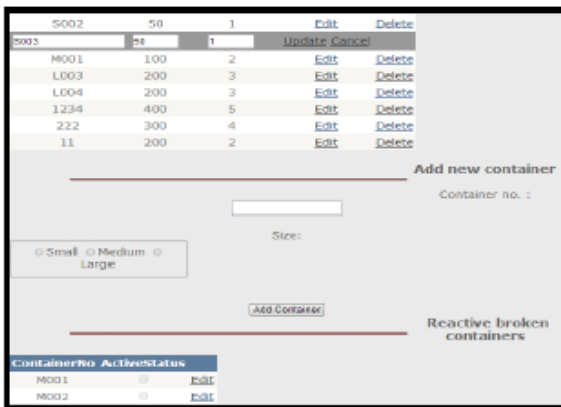 S002 50 1 Edit Delete
S003 50 1 Update Cancel
M001 100 2 Edit Delete
L003 200 3 Edit Delete
L004 200 3 Edit Delete
1234 400 5 Edit Delete
222 300 4 Edit Delete
11 200 2 Edit Delete
Add new container
Container no. :
Size:
Small Medium
Large
Add Container
Reactive broken
containers
ContainerNo ActiveStatus
M001 Edit
M002 Edit